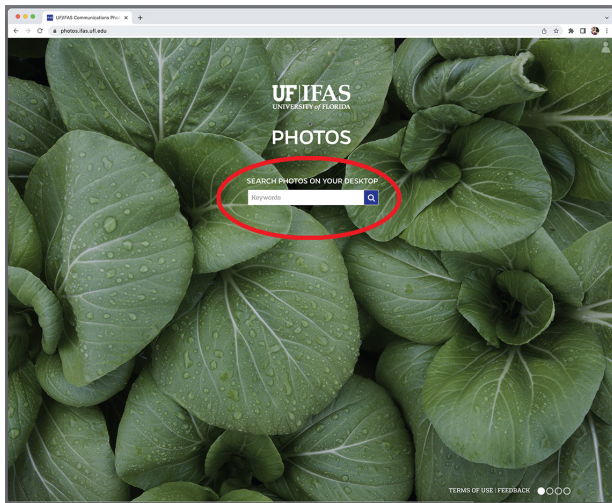 UF|IFAS Communications Phot
photos.ifas.ufl.edu
UF|IFAS
UNIVERSITY of FLORIDA
PHOTOS
SEARCH PHOTOS ON YOUR DESKTOP
Keywords
TERMS OF USE | FEEDBACK